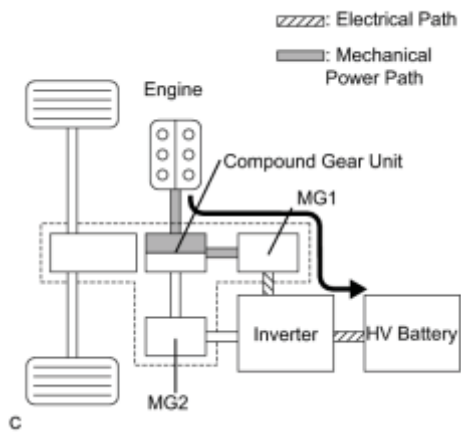 : Electrical Path
: Mechanical
Power Path
Engine
Compound Gear Unit
MG1
Inverter
HV Battery
MG2
C